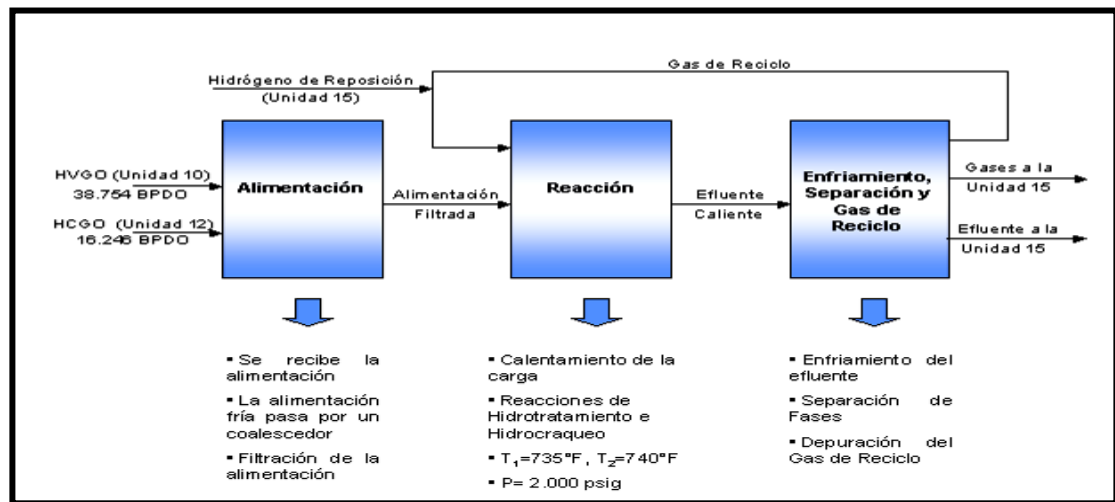 Gas de Reciclo
Hidrógeno de Reposición
(Unidad 15)
HVGO (Unidad 10)
38.754 BPDO
HCGO (Unidad 12)
16.246 BPDO
Alimentación
Alimentación
Filtrada
Reacción
Efluente
Caliente
Enfriamiento,
Separación y
Gas de
Reciclo
Gases a la
Unidad 15
Efluente a la
Unidad 15
▪ Se recibe la
alimentación
▪ La alimentación
fría pasa por un
coalescedor
▪ Filtración de la
alimentación
▪ Calentamiento de la
carga
▪ Reacciones de
Hidrotratamiento e
Hidrocraqueo
▪ T₁=735°F, T₂=740°F
▪ P= 2.000 psig
▪ Enfriamiento del
efluente
▪ Separación de
Fases
▪ Depuración del
Gas de Reciclo